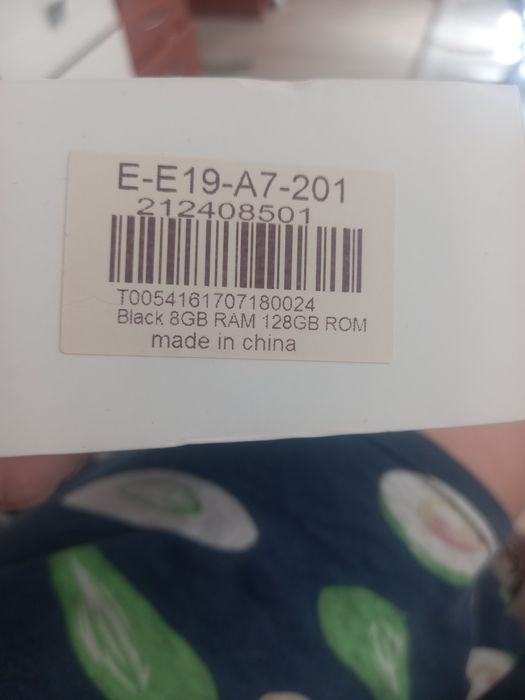 E-E19-A7-201
212408501
T0054161707180024
Black 8GB RAM 128GB ROM
made in china